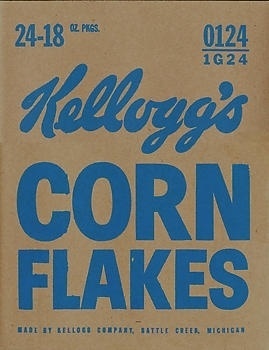 24-18 OZ. PKGS. 0124
1G24
Kellogg's
CORN
FLAKES
MADE BY KELLOGG COMPANY, BATTLE CREEK, MICHIGAN